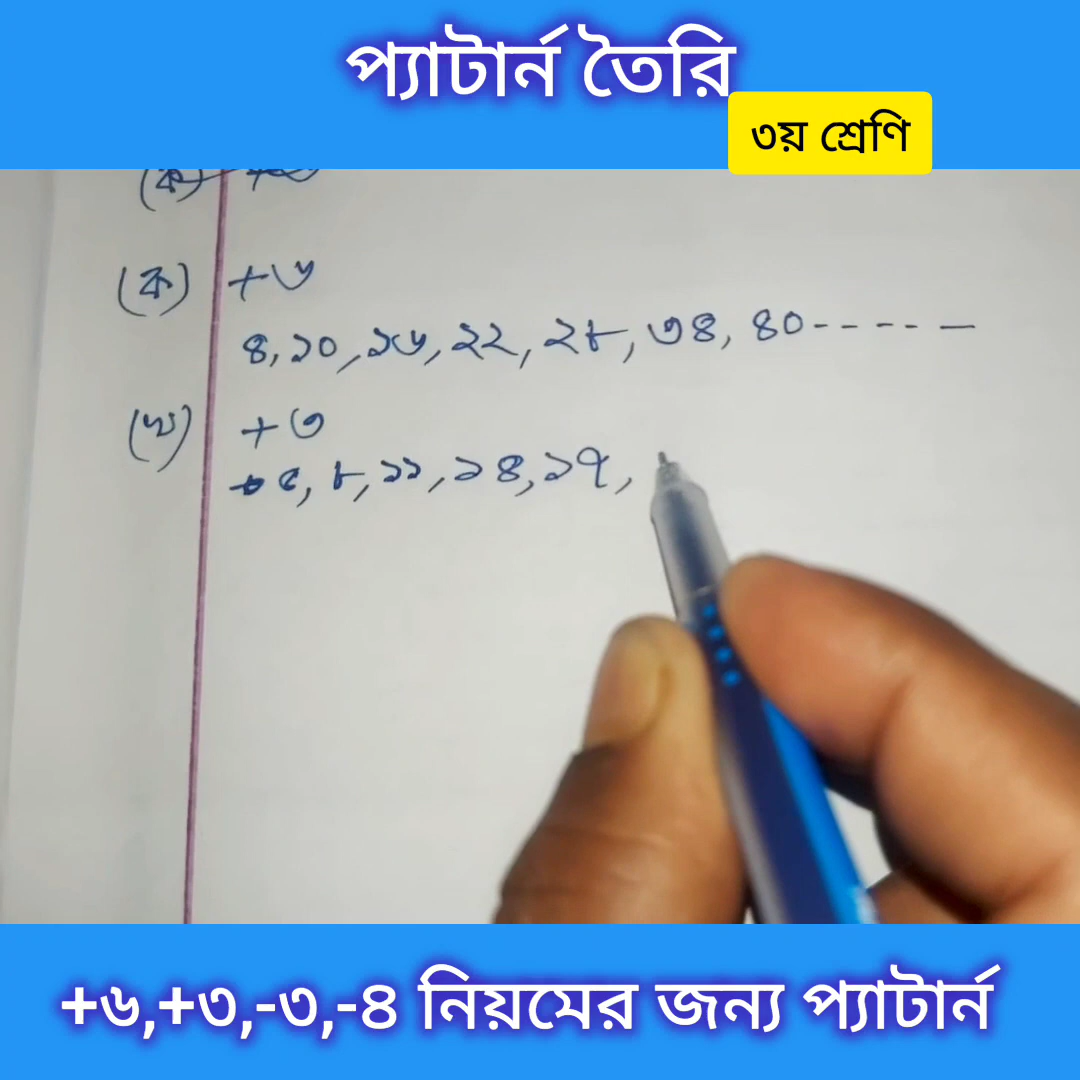 প্যাটার্ন তৈরি
৩য় শ্রেণি
(ক)
(ক) +৬
৪, ১০, ১৬, ২২, ২৮, ৩৪, ৪০-----
(খ) +৩
৫, ৮, ১১, ১৪, ১৭,
+৬,+৩,-৩,-৪ নিয়মের জন্য প্যাটার্ন